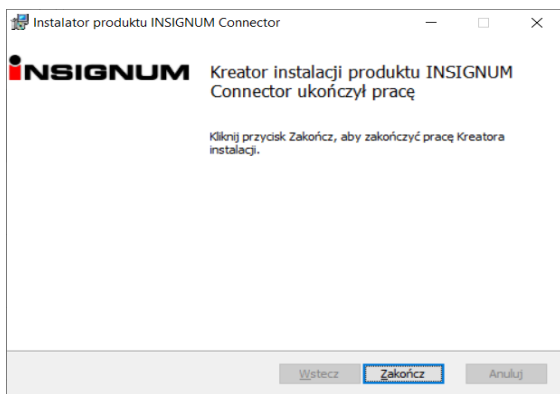 Instalator produktu INSIGNUM Connector
iNSIGNUM
Kreator instalacji produktu INSIGNUM
Connector ukończył pracę
Kliknij przycisk Zakończ, aby zakończyć pracę Kreatora
instalacji.
Wstecz Zakończ Anuluj